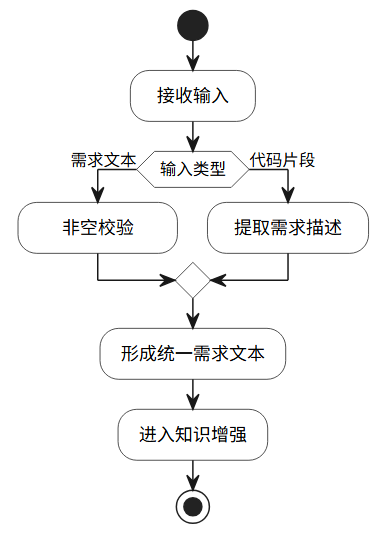 接收输入
需求文本
输入类型
代码片段
非空校验
提取需求描述
形成统一需求文本
进入知识增强